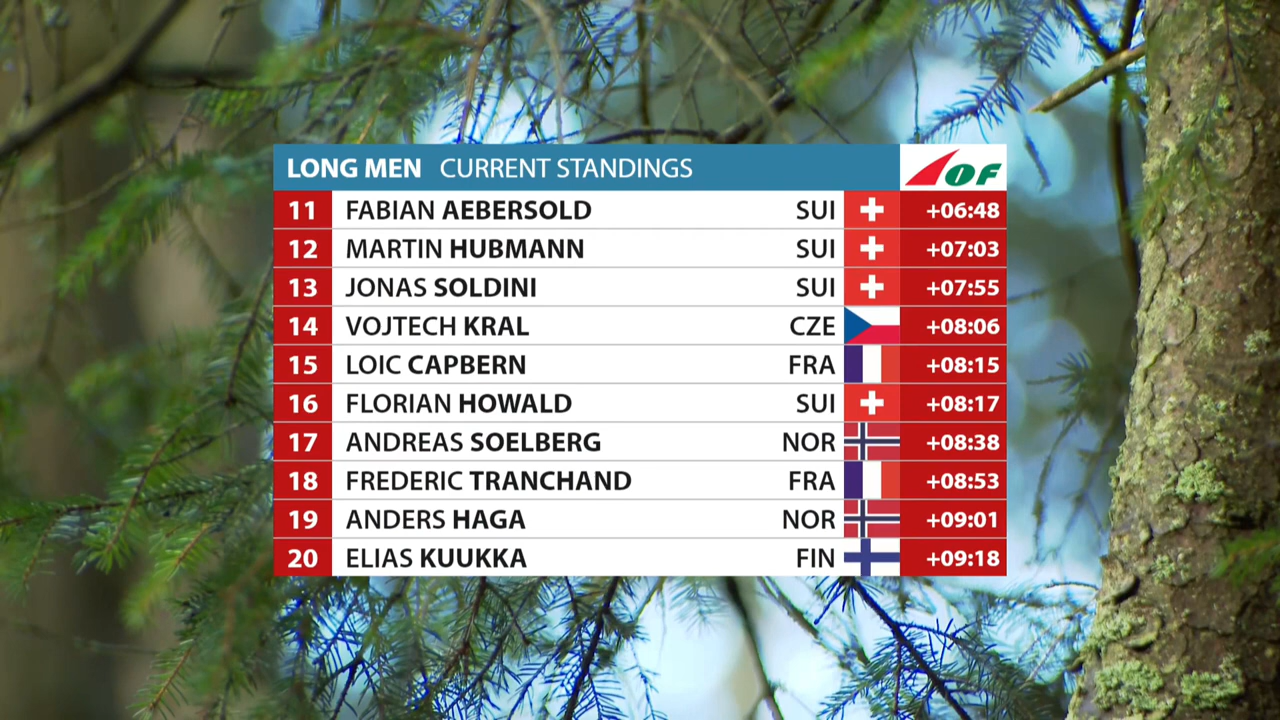 LONG MEN CURRENT STANDINGS IOF
11 FABIAN AEBERSOLD SUI +06:48
12 MARTIN HUBMANN SUI +07:03
13 JONAS SOLDINI SUI +07:55
14 VOJTECH KRAL CZE +08:06
15 LOIC CAPBERN FRA +08:15
16 FLORIAN HOWALD SUI +08:17
17 ANDREAS SOELBERG NOR +08:38
18 FREDERIC TRANCHAND FRA +08:53
19 ANDERS HAGA NOR +09:01
20 ELIAS KUUKKA FIN +09:18